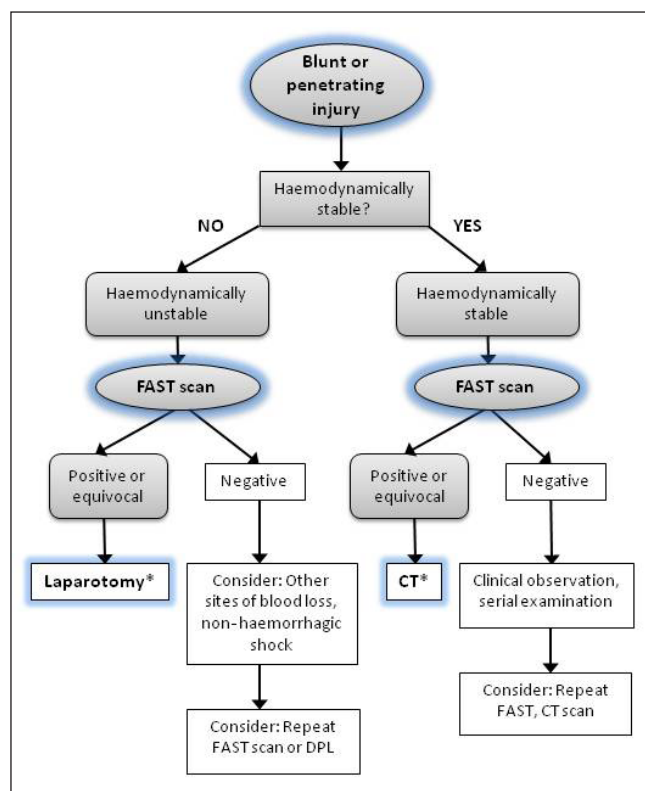 Blunt or
penetrating
injury
Haemodynamically
stable?
NO
YES
Haemodynamically
unstable
Haemodynamically
stable
FAST scan
FAST scan
Positive or
equivocal
Negative
Positive or
equivocal
Negative
Laparotomy*
Consider: Other
sites of blood loss,
non-haemorrhagic
shock
CT*
Clinical observation,
serial examination
Consider: Repeat
FAST scan or DPL
Consider: Repeat
FAST, CT scan